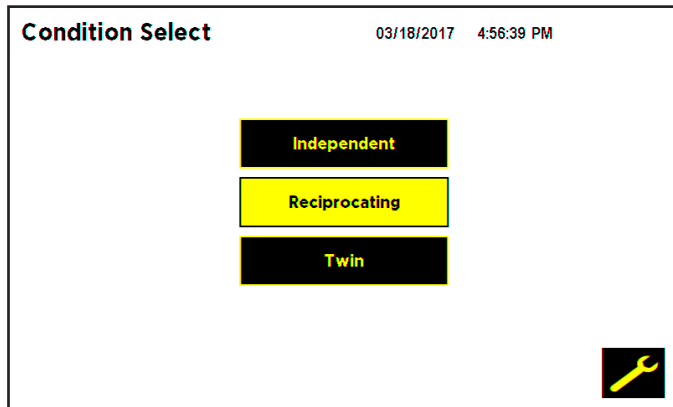 Condition Select 03/18/2017 4:56:39 PM
Independent
Reciprocating
Twin